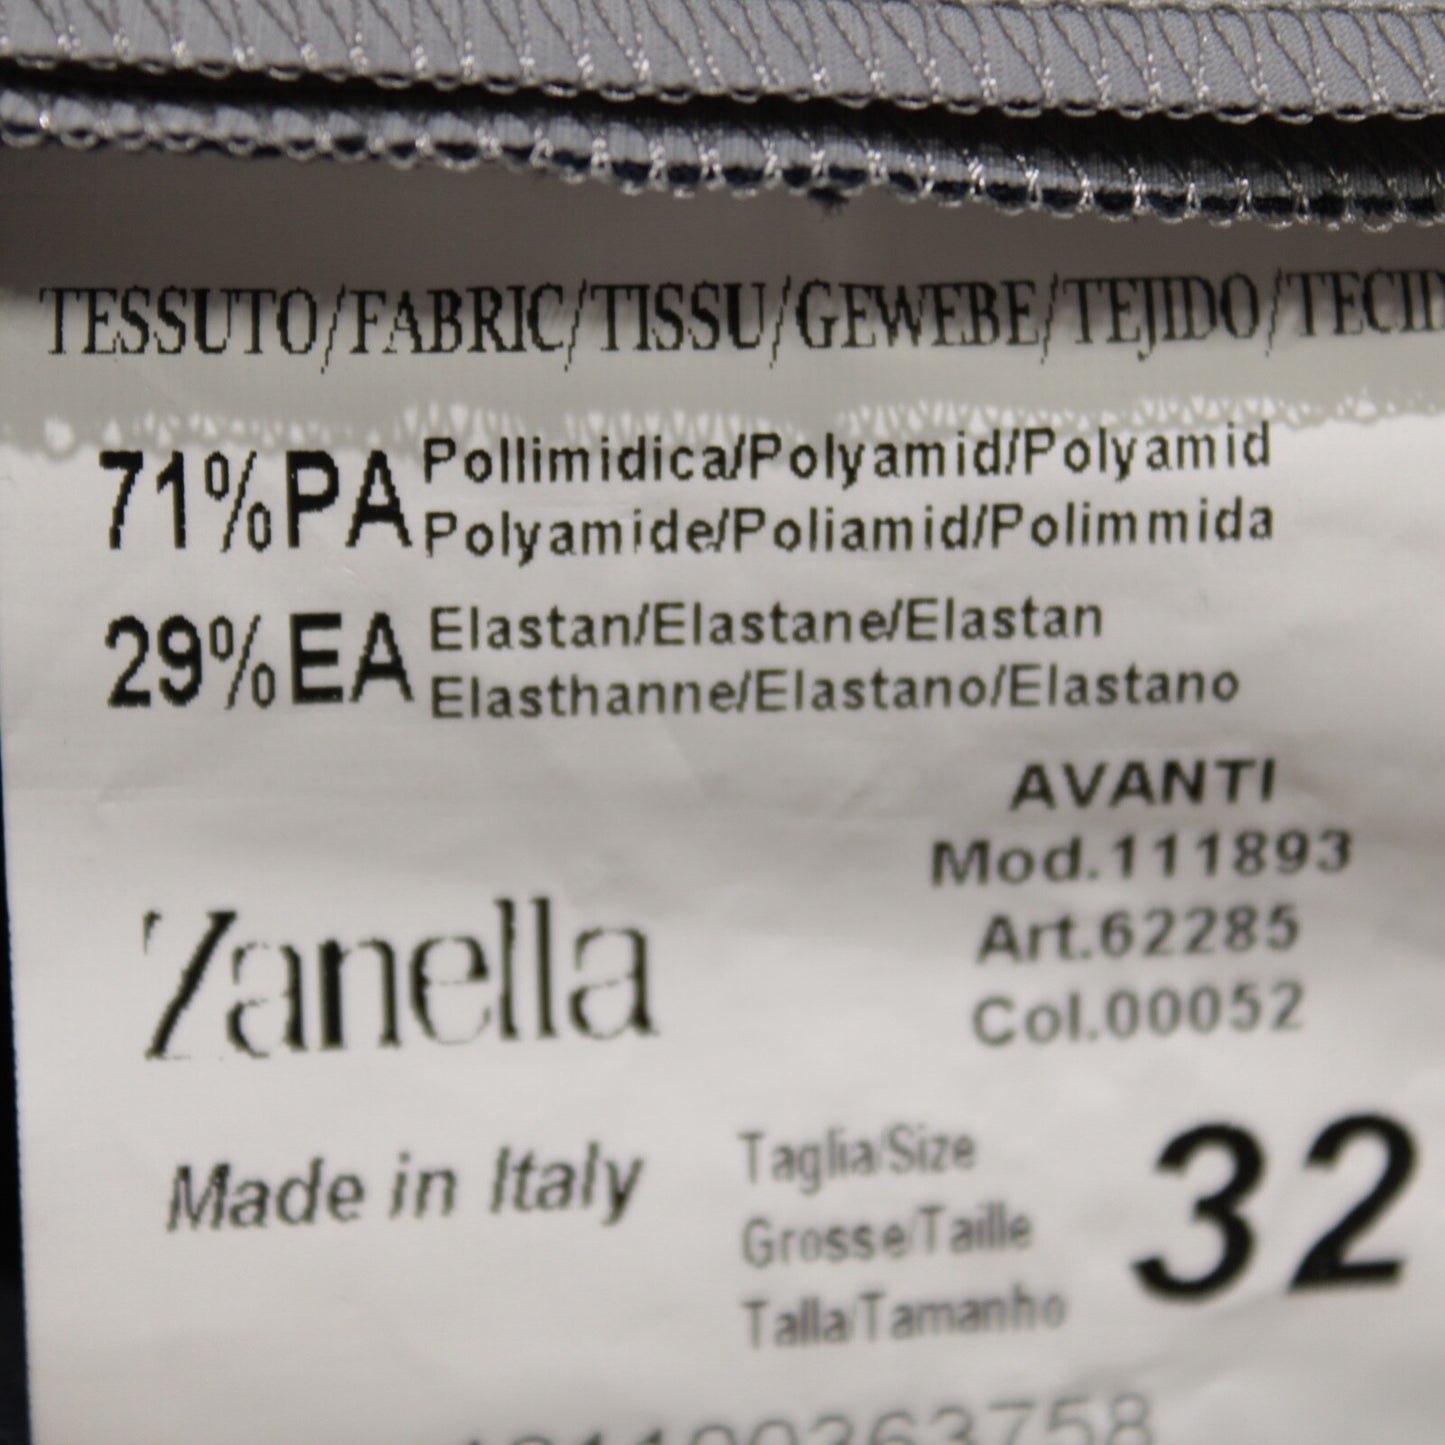 TESSUTO/FABRIC/TISSU/GEWEBE/TEJIDO/
71%PA Pollimidica/Polyamid/Polyamid
Polyamide/Poliamid/Polimmida
29%EA Elastan/Elastane/Elastan
Elasthanne/Elastano/Elastano
AVANTI
Mod.111893
Art.62285
Col.00052
Zanella
Made in Italy
Taglia/Size
Grosse/Taille
Talla/Tamanho
32